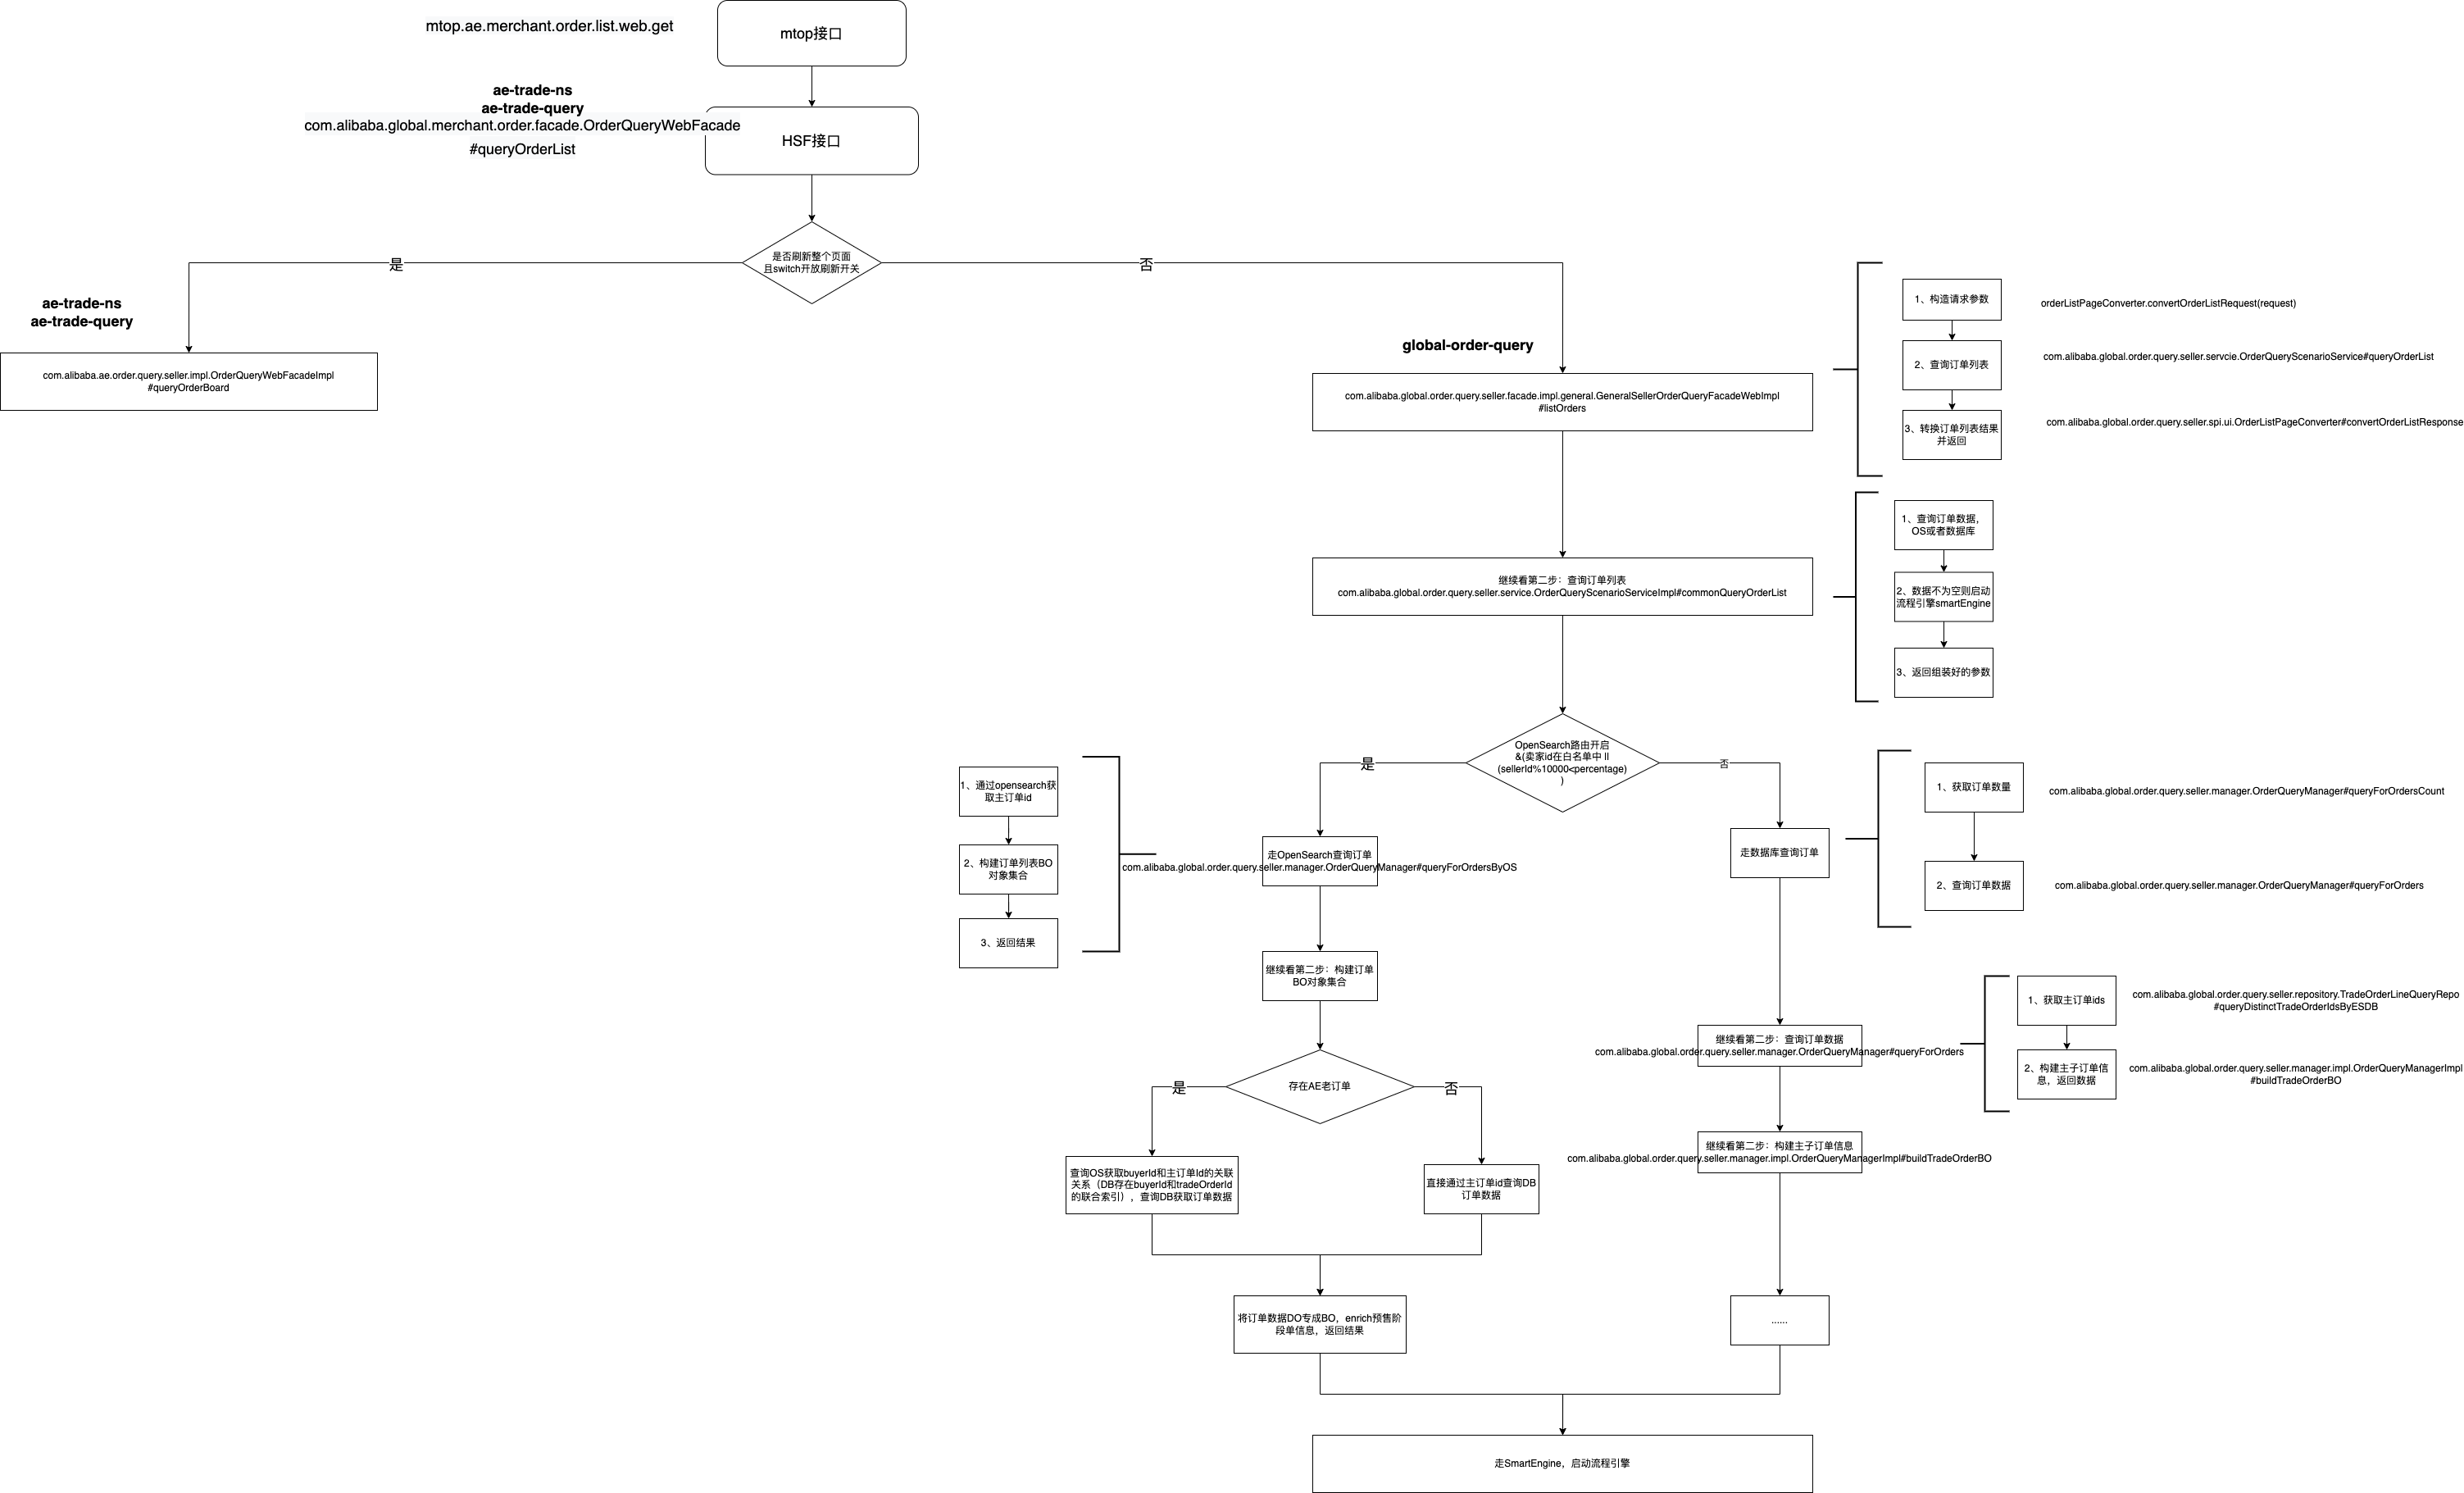 mtop.ae.merchant.order.list.web.get
mtop接口
ae-trade-ns
ae-trade-query
com.alibaba.global.merchant.order.facade.OrderQueryWebFacade
#queryOrderList
HSF接口
是否刷新整个页面
且switch开放刷新开关
是
否
ae-trade-ns
ae-trade-query
com.alibaba.ae.order.query.seller.impl.OrderQueryWebFacadeImpl
#queryOrderBoard
global-order-query
com.alibaba.global.order.query.seller.facade.impl.general.GeneralSellerOrderQueryFacadeWebImpl
#listOrders
1、构造请求参数
orderListPageConverter.convertOrderListRequest(request)
2、查询订单列表
com.alibaba.global.order.query.seller.servcie.OrderQueryScenarioService#queryOrderList
3、转换订单列表结果
并返回
com.alibaba.global.order.query.seller.spi.ui.OrderListPageConverter#convertOrderListResponse
继续看第二步：查询订单列表
com.alibaba.global.order.query.seller.service.OrderQueryScenarioServiceImpl#commonQueryOrderList
1、查询订单数据，
OS或者数据库
2、数据不为空则启动
流程引擎smartEngine
3、返回组装好的参数
OpenSearch路由开启
&(卖家id在白名单中 ||
(sellerId%10000<percentage)
)
是
否
1、通过opensearch获
取主订单id
2、构建订单列表BO
对象集合
3、返回结果
走OpenSearch查询订单
com.alibaba.global.order.query.seller.manager.OrderQueryManager#queryForOrdersByOS
走数据库查询订单
1、获取订单数量
com.alibaba.global.order.query.seller.manager.OrderQueryManager#queryForOrdersCount
2、查询订单数据
com.alibaba.global.order.query.seller.manager.OrderQueryManager#queryForOrders
继续看第二步：构建订单
BO对象集合
继续看第二步：查询订单数据
com.alibaba.global.order.query.seller.manager.OrderQueryManager#queryForOrders
1、获取主订单ids
com.alibaba.global.order.query.seller.repository.TradeOrderLineQueryRepo
#queryDistinctTradeOrderIdsByESDB
2、构建主子订单信
息，返回数据
com.alibaba.global.order.query.seller.manager.impl.OrderQueryManagerImpl
#buildTradeOrderBO
存在AE老订单
是
否
继续看第二步：构建主子订单信息
com.alibaba.global.order.query.seller.manager.impl.OrderQueryManagerImpl#buildTradeOrderBO
查询OS获取buyerId和主订单Id的关联
关系（DB存在buyerId和tradeOrderId
的联合索引），查询DB获取订单数据
直接通过主订单id查询DB
订单数据
将订单数据DO专成BO，enrich预售阶
段单信息，返回结果
......
走SmartEngine，启动流程引擎